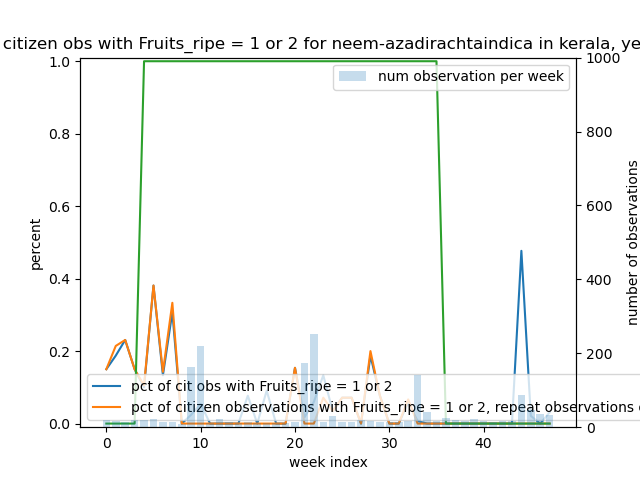 citizen obs with Fruits_ripe = 1 or 2 for neem-azadirachtaindica in kerala, ye
num observation per week
1.0
0.8
0.6
0.4
0.2
0.0
percent
1000
800
600
400
200
0
number of observations
pct of cit obs with Fruits_ripe = 1 or 2
pct of citizen observations with Fruits_ripe = 1 or 2, repeat observations
0 10 20 30 40
week index